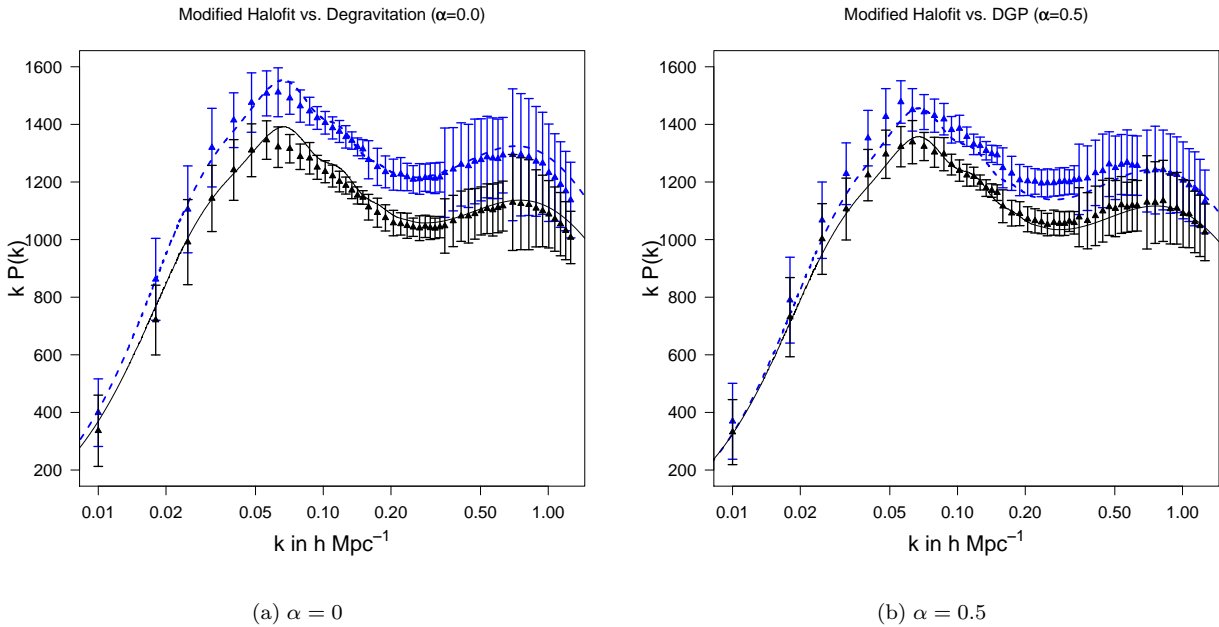 Modified Halofit vs. Degravitation (α=0.0)
k P(k)
1600
1400
1200
1000
800
600
400
200
0.01 0.02 0.05 0.10 0.20 0.50 1.00
k in h Mpc⁻¹
(a) α = 0
Modified Halofit vs. DGP (α=0.5)
k P(k)
1600
1400
1200
1000
800
600
400
200
0.01 0.02 0.05 0.10 0.20 0.50 1.00
k in h Mpc⁻¹
(b) α = 0.5